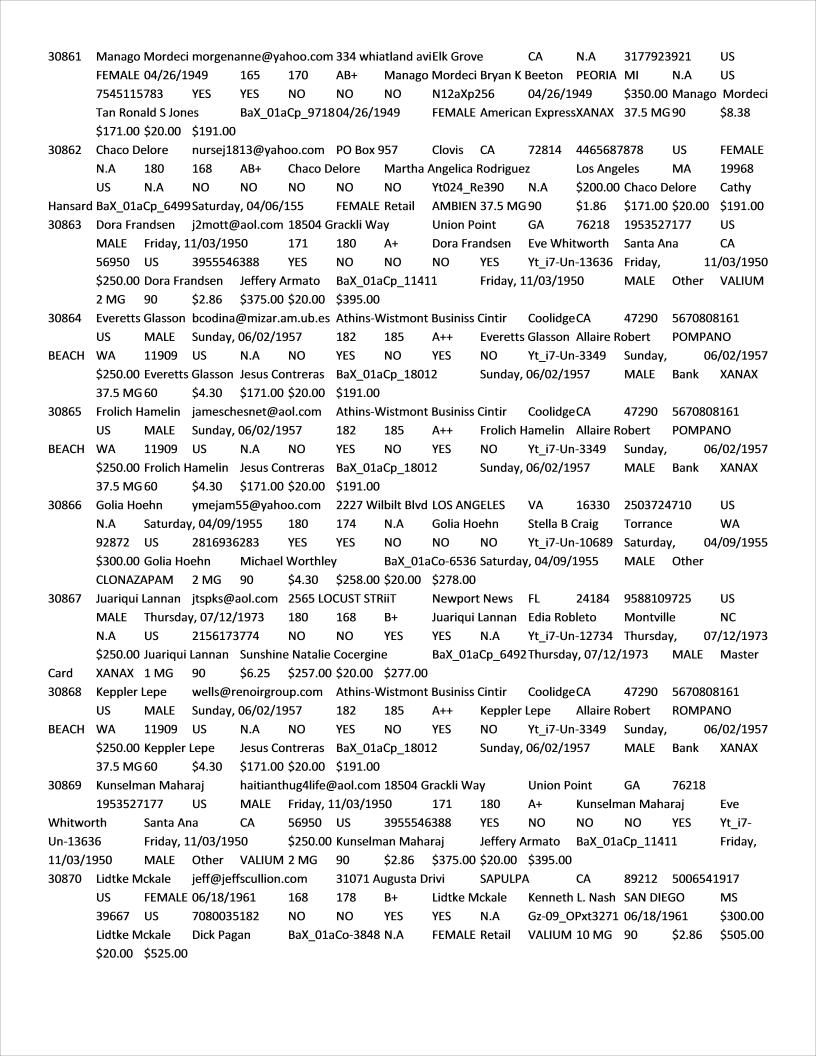 30861 Manago Mordeci morgenanne@yahoo.com 334 whiatland aviElk Grove CA N.A 3177923921 US
FEMALE 04/26/1949 165 170 AB+ Manago Mordeci Bryan K Beeton PEORIA MI N.A US
7545115783 YES YES NO NO NO N12aXp256 04/26/1949 $350.00 Manago Mordeci
Tan Ronald S Jones BaX_01aCp_971804/26/1949 FEMALE American ExpressXANAX 37.5 MG 90 $8.38
$171.00 $20.00 $191.00
30862 Chaco Delore nursej1813@yahoo.com PO Box 957 Clovis CA 72814 4465687878 US FEMALE
N.A 180 168 AB+ Chaco Delore Martha Angelica Rodriguez Los Angeles MA 19968
US N.A NO NO NO NO NO Yt024_Re390 N.A $200.00 Chaco Delore Cathy
Hansard BaX_01aCp_6499Saturday, 04/06/155 FEMALE Retail AMBIEN 37.5 MG 90 $1.86 $171.00 $20.00 $191.00
30863 Dora Frandsen j2mott@aol.com 18504 Grackli Way Union Point GA 76218 1953527177 US
MALE Friday, 11/03/1950 171 180 A+ Dora Frandsen Eve Whitworth Santa Ana CA
56950 US 3955546388 YES NO NO NO YES Yt_i7-Un-13636 Friday, 11/03/1950
$250.00 Dora Frandsen Jeffery Armato BaX_01aCp_11411 Friday, 11/03/1950 MALE Other VALIUM
2 MG 90 $2.86 $375.00 $20.00 $395.00
30864 Everetts Glasson bcodina@mizar.am.ub.es Athins-Wistmont Businiss Cintir CoolidgeCA 47290 5670808161
US MALE Sunday, 06/02/1957 182 185 A++ Everetts Glasson Allaire Robert POMPANO
BEACH WA 11909 US N.A NO YES NO YES NO Yt_i7-Un-3349 Sunday, 06/02/1957
$250.00 Everetts Glasson Jesus Contreras BaX_01aCp_18012 Sunday, 06/02/1957 MALE Bank XANAX
37.5 MG 60 $4.30 $171.00 $20.00 $191.00
30865 Frolich Hamelin jameschesnet@aol.com Athins-Wistmont Businiss Cintir CoolidgeCA 47290 5670808161
US MALE Sunday, 06/02/1957 182 185 A++ Frolich Hamelin Allaire Robert POMPANO
BEACH WA 11909 US N.A NO YES NO YES NO Yt_i7-Un-3349 Sunday, 06/02/1957
$250.00 Frolich Hamelin Jesus Contreras BaX_01aCp_18012 Sunday, 06/02/1957 MALE Bank XANAX
37.5 MG 60 $4.30 $171.00 $20.00 $191.00
30866 Golia Hoehn ymejam55@yahoo.com 2227 Wilbilt Blvd LOS ANGELES VA 16330 2503724710 US
N.A Saturday, 04/09/1955 180 174 N.A Golia Hoehn Stella B Craig Torrance WA
92872 US 2816936283 YES YES NO NO NO Yt_i7-Un-10689 Saturday, 04/09/1955
$300.00 Golia Hoehn Michael Worthley BaX_01aCo-6536 Saturday, 04/09/1955 MALE Other
CLONAZAPAM 2 MG 90 $4.30 $258.00 $20.00 $278.00
30867 Juariqui Lannan jtspks@aol.com 2565 LOCUST STRiiT Newport News FL 24184 9588109725 US
MALE Thursday, 07/12/1973 180 168 B+ Juariqui Lannan Edia Robleto Montville NC
N.A US 2156173774 NO NO YES YES N.A Yt_i7-Un-12734 Thursday, 07/12/1973
$250.00 Juariqui Lannan Sunshine Natalie Cocergine BaX_01aCp_6492Thursday, 07/12/1973 MALE Master
Card XANAX 1 MG 90 $6.25 $257.00 $20.00 $277.00
30868 Keppler Lepe wells@renoirgroup.com Athins-Wistmont Businiss Cintir CoolidgeCA 47290 5670808161
US MALE Sunday, 06/02/1957 182 185 A++ Keppler Lepe Allaire Robert ROMPANO
BEACH WA 11909 US N.A NO YES NO YES NO Yt_i7-Un-3349 Sunday, 06/02/1957
$250.00 Keppler Lepe Jesus Contreras BaX_01aCp_18012 Sunday, 06/02/1957 MALE Bank XANAX
37.5 MG 60 $4.30 $171.00 $20.00 $191.00
30869 Kunselman Maharaj haitianthug4life@aol.com 18504 Grackli Way Union Point GA 76218
1953527177 US MALE Friday, 11/03/1950 171 180 A+ Kunselman Maharaj Eve
Whitworth Santa Ana CA 56950 US 3955546388 YES NO NO NO YES Yt_i7-
Un-13636 Friday, 11/03/1950 $250.00 Kunselman Maharaj Jeffery Armato BaX_01aCp_11411 Friday,
11/03/1950 MALE Other VALIUM 2 MG 90 $2.86 $375.00 $20.00 $395.00
30870 Lidtke Mckale jeff@jeffscullion.com 31071 Augusta Drivi SAPULPA CA 89212 5006541917
US FEMALE 06/18/1961 168 178 B+ Lidtke Mckale Kenneth L. Nash SAN DIEGO MS
39667 US 7080035182 NO NO YES YES N.A Gz-09_OPxt3271 06/18/1961 $300.00
Lidtke Mckale Dick Pagan BaX_01aCo-3848 N.A FEMALE Retail VALIUM 10 MG 90 $2.86 $505.00
$20.00 $525.00